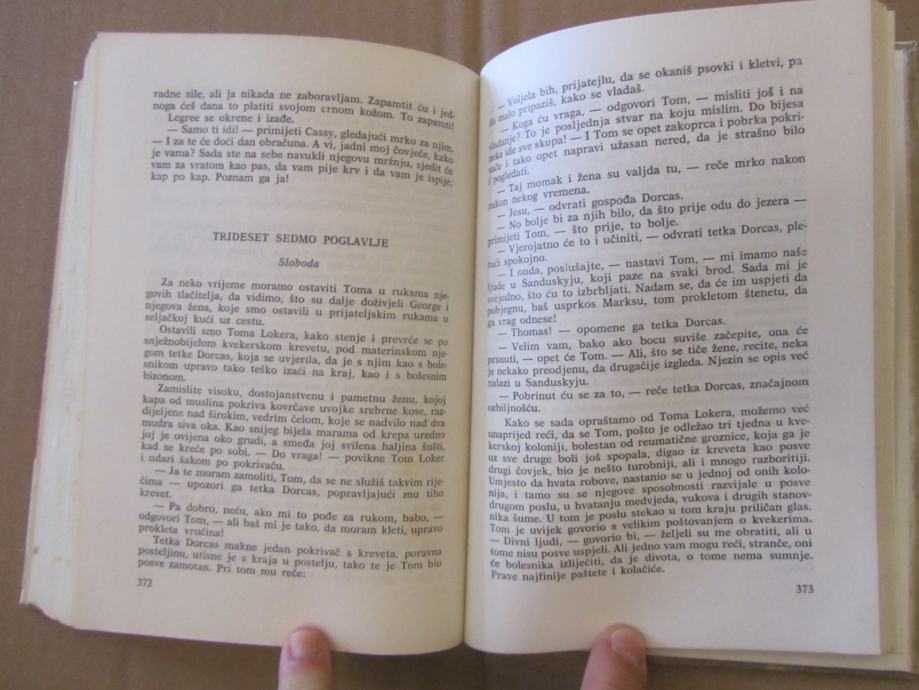 radne sile, ali ja nikada ne zaboravljam. Zapamtit ću i jed-
noga ćeš dana to platiti svojom crnom kožom. To zapamti!
Legree se okrene i izađe.
— Samo ti idi! — primijeti Cassy, gledajući mrko za njim.
— I za te će doći dan obračuna. A vi, jadni moj čovječe, kako
je vama? Sada ste na sebe navukli njegovu mržnju, sjedit će
vam za vratom kao pas, da vam pije krv i da vam je ispije,
kap po kap. Poznam ga ja!
TRIDESET SEDMO POGLAVLJE
Sloboda
Za neko vrijeme moramo ostaviti Toma u rukama nje-
govih tlačitelja, da vidimo, što su dalje doživjeli George i
njegova žena, koje smo ostavili u prijateljskim rukama u
seljačkoj kući uz cestu.
Ostavili smo Toma Lokera, kako stenje i prevrće se po
snježnobijelom kvekerskom krevetu, pod materinskom nje-
gom tetke Dorcas, koja se uvjerila, da je s njim kao s bole-
snikom upravo tako teško izaći na kraj, kao i s bolesnim
bizonom.
Zamislite visoku, dostojanstvenu i pametnu ženu, kojoj
kapa od muslina pokriva kovrčave uvojke srebrne kose, raz-
dijeljene nad širokim, vedrim čelom, koje se nadvilo nad dva
mudra siva oka. Kao snijeg bijela marama od krepa uredno
joj je ovijena oko grudi, a smeđa joj svilena haljina šušti,
kad se kreće po sobi. — Do vraga! — povikne Tom Loker
i udari šakom po pokrivaču.
— Ja te moram zamoliti, Tom, da se ne služiš takvim rije-
čima — upozori ga tetka Dorcas, popravljajući mu tiho
krevet.
— Pa dobro, neću, ako mi to pođe za rukom, babo, —
odgovori Tom, — ali baš mi je tako, da moram kleti, upravo
prokleta vrućina!
Tetka Dorcas makne jedan pokrivač s kreveta, poravna
posteljinu, utisne je s kraja u postelju, tako te je Tom bio
posve zamotan. Pri tom mu reče:
372
— Voljela bih, prijatejlu, da se okaniš psovki i kletvi, pa
da malo pripaziš, kako se vladaš.
— Koga ću vraga, — odgovori Tom, — misliti još i na
vladanje? To je posljednja stvar na koju mislim. Do bijesa
neka ide sve skupa! — I Tom se opet zakoprca i pobrka pokri-
vače i tako opet napravi užasan nered, da je strašno bilo
i pogledati.
— Taj momak i žena su valjda tu, — reče mrko nakon
nakon nekog vremena.
— Jesu, — odvrati gospođa Dorcas.
— No bolje bi za njih bilo, da što prije odu do jezera —
primijeti Tom, — što prije, to bolje.
— Vjerojatno će to i učiniti, — odvrati tetka Dorcas, ple-
tući spokojno.
— I onda, poslušajte, — nastavi Tom, — mi imamo naše
ljude u Sanduskyju, koji paze na svaki brod. Sada mi je
svejedno, što ću to izbrbljati. Nadam se, da će im uspjeti da
pobjegnu, baš usprkos Marksu, tom prokletom štenetu, da
ga vrag odnese!
— Thomas! — opomene ga tetka Dorcas.
— Velim vam, bako ako bocu suviše začepite, ona će
prsnuti, — opet će Tom. — Ali, što se tiče žene, recite, neka
je nekako preodjenu, da drugačije izgleda. Njezin se opis već
nalazi u Sanduskyju.
— Pobrinut ću se za to, — reče tetka Dorcas, značajnom
ozbiljnošću.
Kako se sada opraštamo od Toma Lokera, možemo već
unaprijed reći, da se Tom, pošto je odležao tri tjedna u kve-
kerskoj koloniji, bolestan od reumatične groznice, koja ga je
uz sve druge boli još spopala, digao iz kreveta kao posve
drugi čovjek, bio je nešto turobniji, ali i mnogo razboritiji.
Umjesto da hvata robove, nastanio se u jednoj od onih kolo-
nija, i tamo su se njegove sposobnosti razvijale u posve
drugom poslu, u hvatanju medvjeda, vukova i drugih stanov-
nika šume. U tom je poslu stekao u tom kraju priličan glas.
Tom je uvijek govorio s velikim poštovanjem o kvekerima.
— Divni ljudi, — govorio bi, — željeli su me obratiti, ali u
tome nisu posve uspjeli. Ali jedno vam mogu reći, stranče, oni
će bolesnika izliječiti, da je divota, o tome nema sumnje.
Prave najfinije paštete i kolačiće.
373